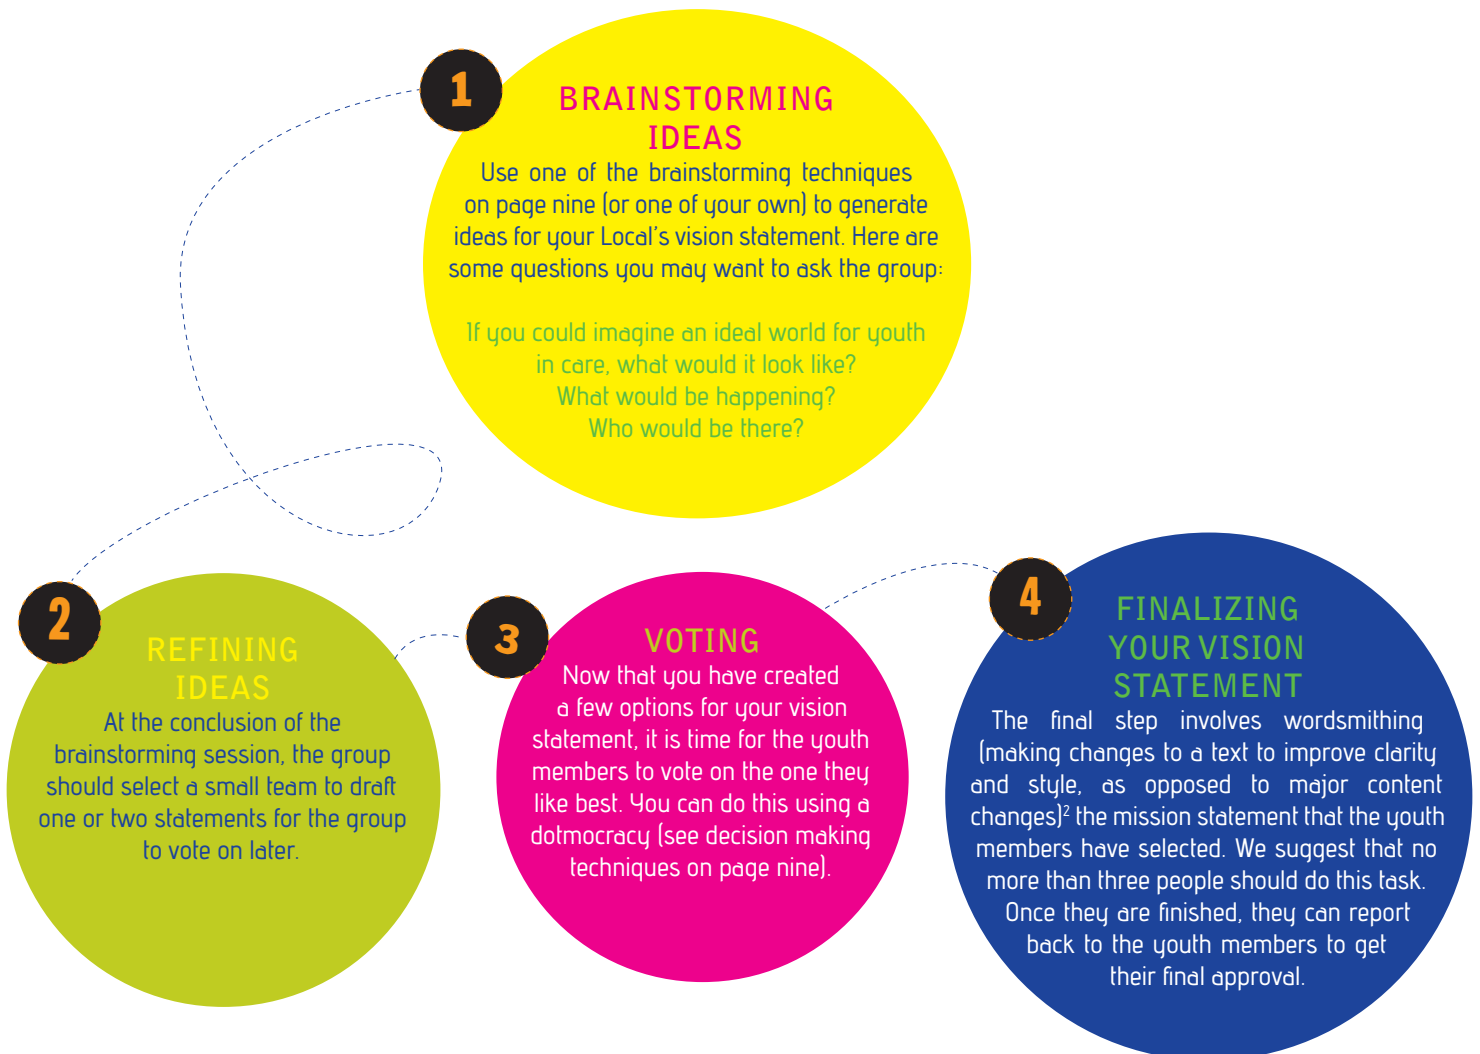 1
BRAINSTORMING
IDEAS
Use one of the brainstorming techniques
on page nine (or one of your own) to generate
ideas for your Local's vision statement. Here are
some questions you may want to ask the group:
If you could imagine an ideal world for youth
in care, what would it look like?
What would be happening?
Who would be there?
2
REFINING
IDEAS
At the conclusion of the
brainstorming session, the group
should select a small team to draft
one or two statements for the group
to vote on later.
3
VOTING
Now that you have created
a few options for your vision
statement, it is time for the youth
members to vote on the one they
like best. You can do this using a
dotmocracy (see decision making
techniques on page nine).
4
FINALIZING
YOUR VISION
STATEMENT
The final step involves wordsmithing
(making changes to a text to improve clarity
and style, as opposed to major content
changes)² the mission statement that the youth
members have selected. We suggest that no
more than three people should do this task.
Once they are finished, they can report
back to the youth members to get
their final approval.